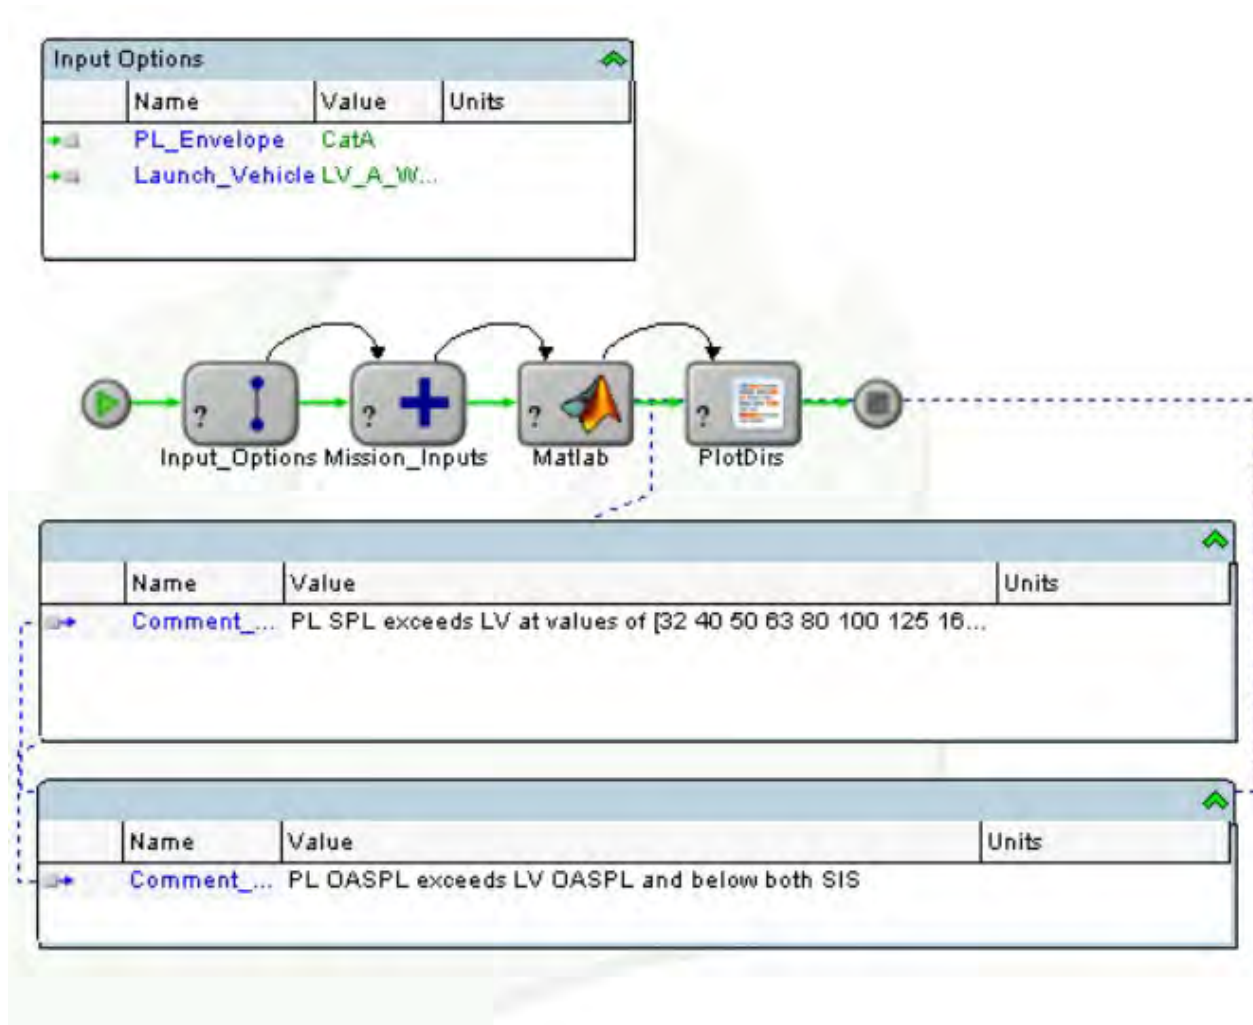 Input Options
Name Value Units
PL_Envelope CatA
Launch_Vehicle LV_A_W...
? ? ? ?
Input_Options Mission_Inputs Matlab PlotDirs
Name Value Units
Comment_... PL SPL exceeds LV at values of [32 40 50 63 80 100 125 16...
Name Value Units
Comment_... PL OASPL exceeds LV OASPL and below both SIS